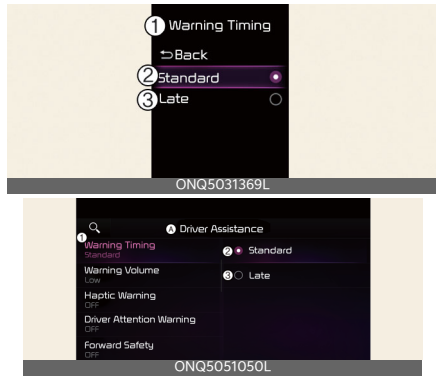 ① Warning Timing
⮌Back
② Standard
③ Late
ONQ5031369L
Ⓐ Driver Assistance
① Warning Timing
Standard
② Standard
Warning Volume
Low
③ Late
Haptic Warning
OFF
Driver Attention Warning
OFF
Forward Safety
OFF
ONQ5051050L